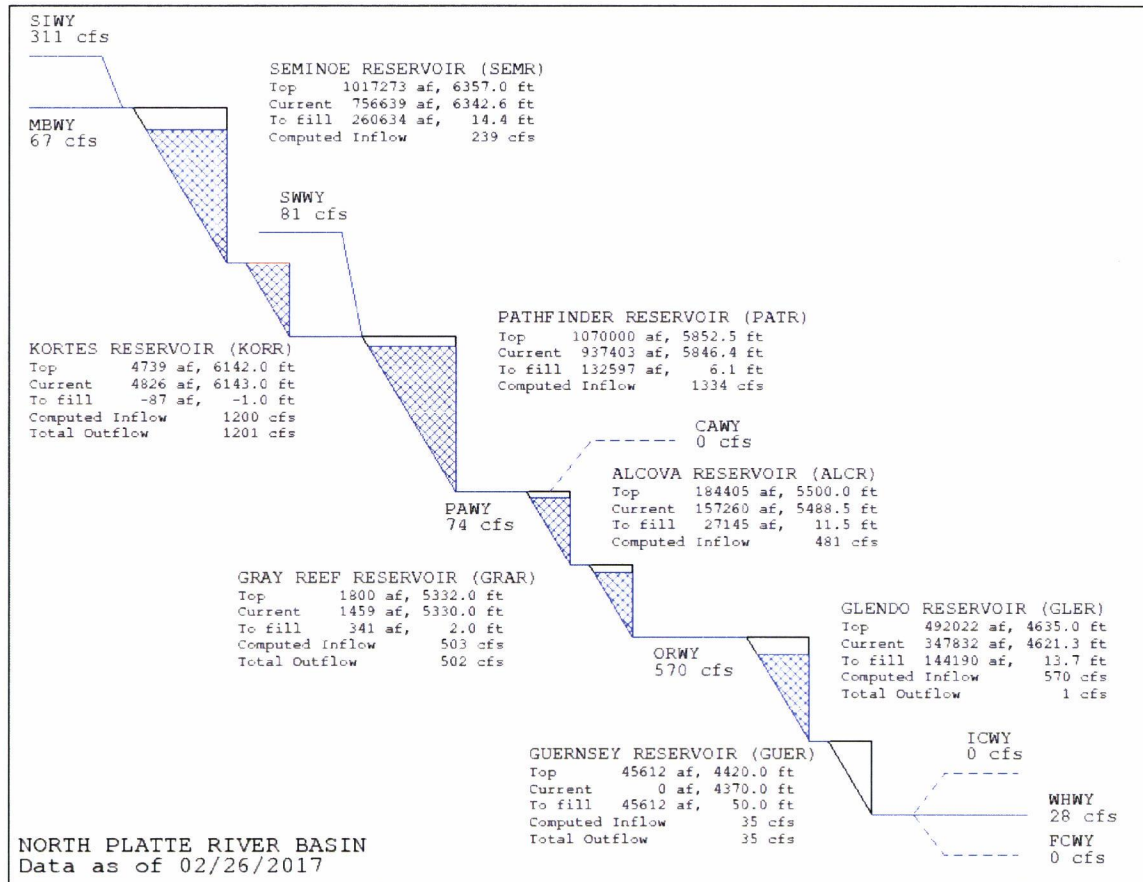 SIWY
311 cfs
MBWY
67 cfs
SEMINOE RESERVOIR (SEMR)
Top 1017273 af, 6357.0 ft
Current 756639 af, 6342.6 ft
To fill 260634 af, 14.4 ft
Computed Inflow 239 cfs
SWWY
81 cfs
KORTES RESERVOIR (KORR)
Top 4739 af, 6142.0 ft
Current 4826 af, 6143.0 ft
To fill -87 af, -1.0 ft
Computed Inflow 1200 cfs
Total Outflow 1201 cfs
PATHFINDER RESERVOIR (PATR)
Top 1070000 af, 5852.5 ft
Current 937403 af, 5846.4 ft
To fill 132597 af, 6.1 ft
Computed Inflow 1334 cfs
CAWY
0 cfs
PAWY
74 cfs
ALCOVA RESERVOIR (ALCR)
Top 184405 af, 5500.0 ft
Current 157260 af, 5488.5 ft
To fill 27145 af, 11.5 ft
Computed Inflow 481 cfs
GRAY REEF RESERVOIR (GRAR)
Top 1800 af, 5332.0 ft
Current 1459 af, 5330.0 ft
To fill 341 af, 2.0 ft
Computed Inflow 503 cfs
Total Outflow 502 cfs
ORWY
570 cfs
GLENDO RESERVOIR (GLER)
Top 492022 af, 4635.0 ft
Current 347832 af, 4621.3 ft
To fill 144190 af, 13.7 ft
Computed Inflow 570 cfs
Total Outflow 1 cfs
GUERNSEY RESERVOIR (GUER)
Top 45612 af, 4420.0 ft
Current 0 af, 4370.0 ft
To fill 45612 af, 50.0 ft
Computed Inflow 35 cfs
Total Outflow 35 cfs
ICWY
0 cfs
WHWY
28 cfs
FCWY
0 cfs
NORTH PLATTE RIVER BASIN
Data as of 02/26/2017